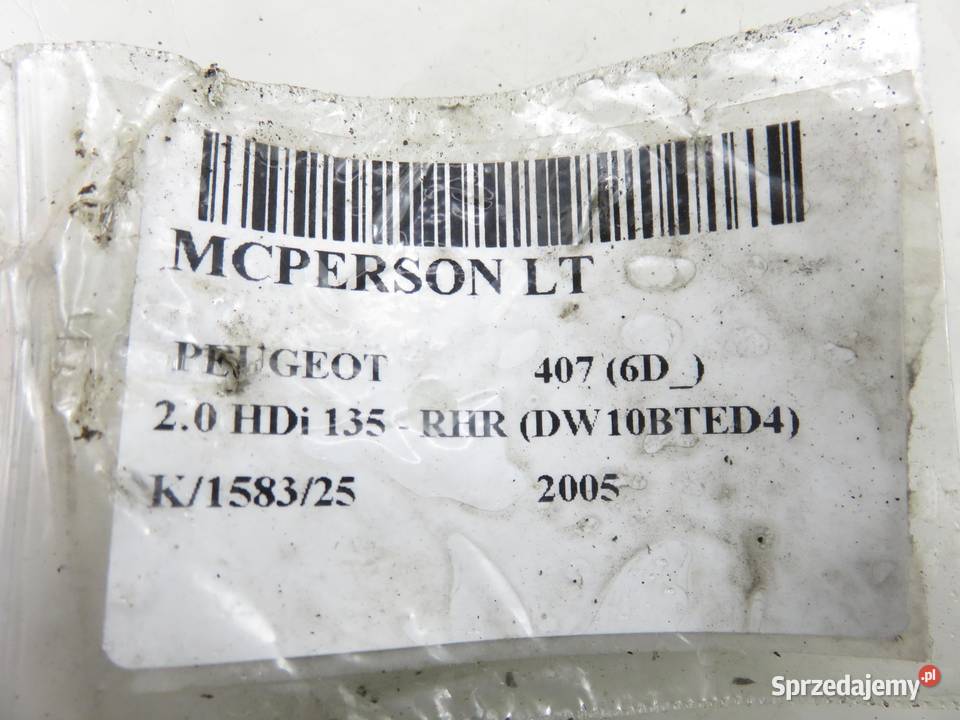 MCPERSON LT
PEUGEOT 407 (6D_)
2.0 HDi 135 - RHR (DW10BTED4)
K/1583/25 2005
Sprzedajemy.pl